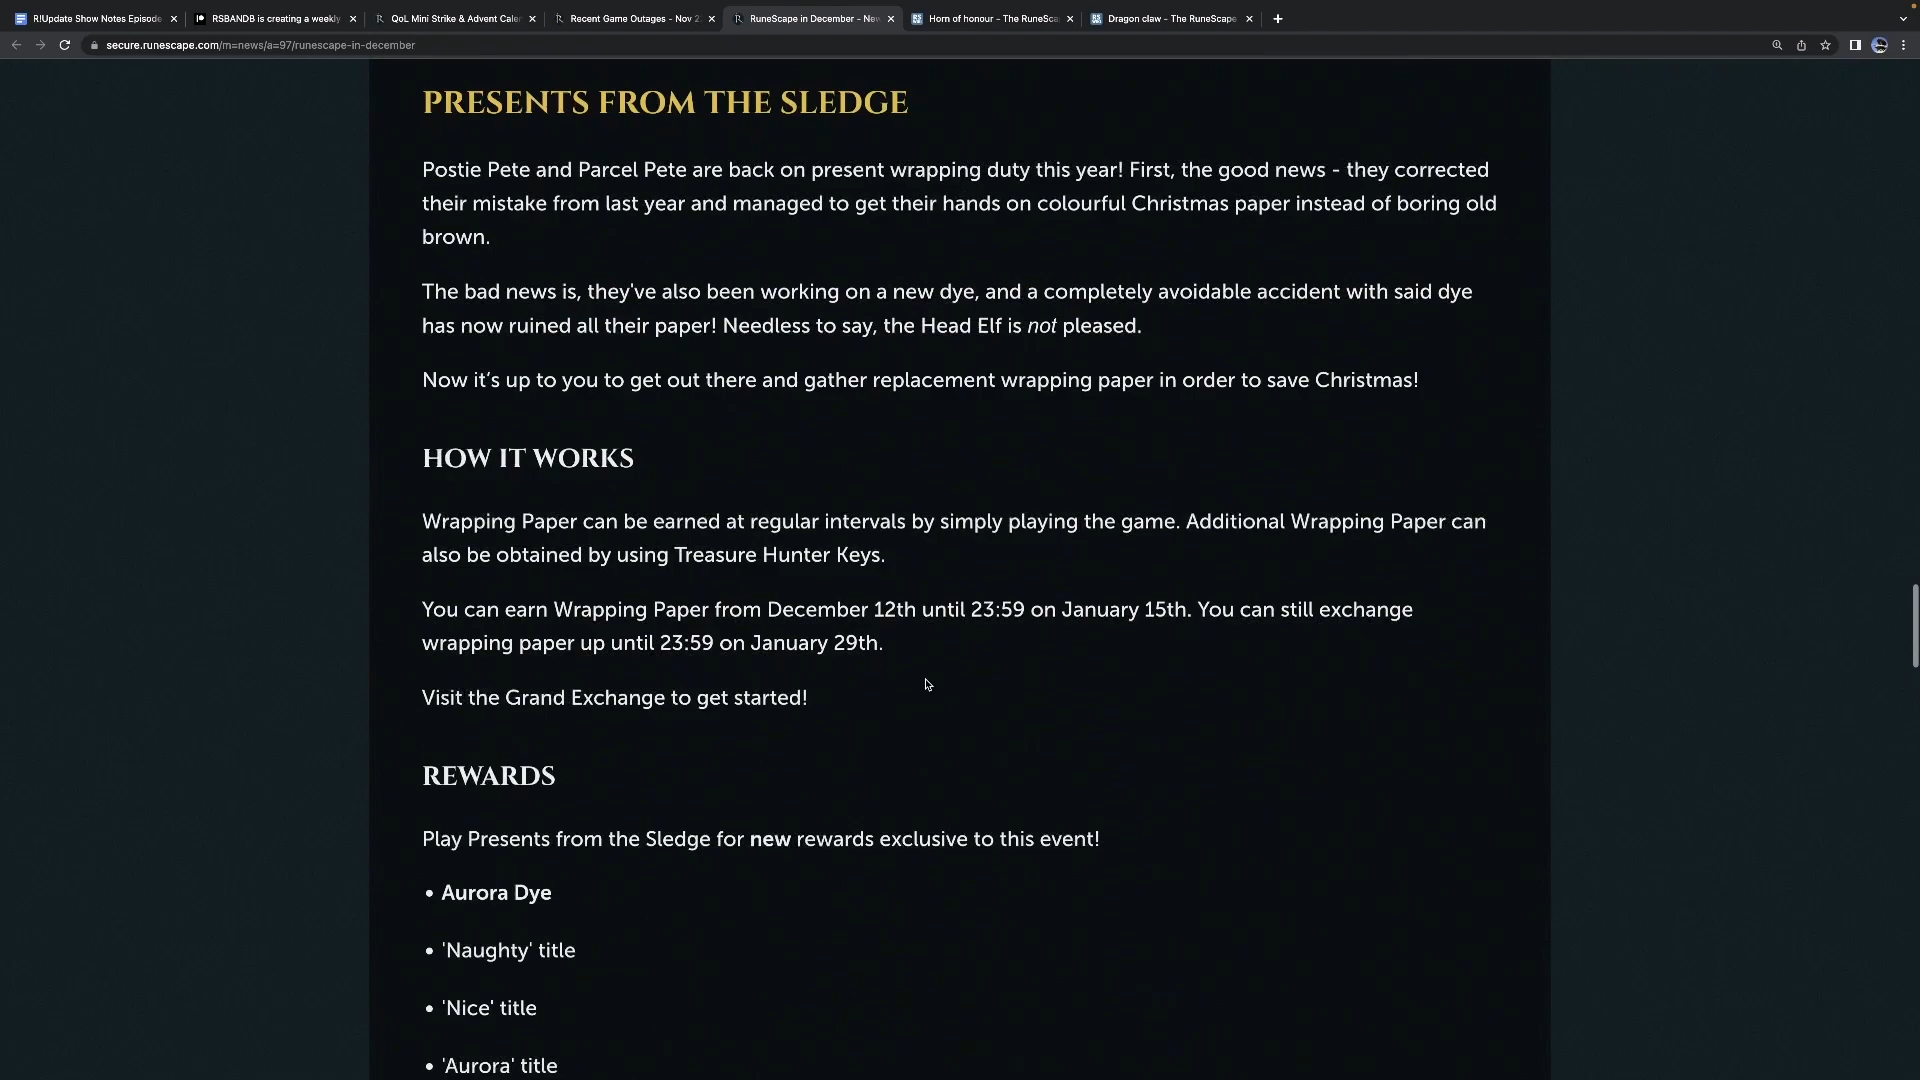 R!Update Show Notes Episode
RSBANDB is creating a weekly
QoL Mini Strike & Advent Caler
Recent Game Outages - Nov 2
RuneScape in December - New
Horn of honour - The RuneSca
Dragon claw - The RuneScape
secure.runescape.com/m=news/a=97/runescape-in-december
PRESENTS FROM THE SLEDGE
Postie Pete and Parcel Pete are back on present wrapping duty this year! First, the good news - they corrected
their mistake from last year and managed to get their hands on colourful Christmas paper instead of boring old
brown.
The bad news is, they've also been working on a new dye, and a completely avoidable accident with said dye
has now ruined all their paper! Needless to say, the Head Elf is not pleased.
Now it’s up to you to get out there and gather replacement wrapping paper in order to save Christmas!
HOW IT WORKS
Wrapping Paper can be earned at regular intervals by simply playing the game. Additional Wrapping Paper can
also be obtained by using Treasure Hunter Keys.
You can earn Wrapping Paper from December 12th until 23:59 on January 15th. You can still exchange
wrapping paper up until 23:59 on January 29th.
Visit the Grand Exchange to get started!
REWARDS
Play Presents from the Sledge for new rewards exclusive to this event!
• Aurora Dye
• 'Naughty' title
• 'Nice' title
• 'Aurora' title